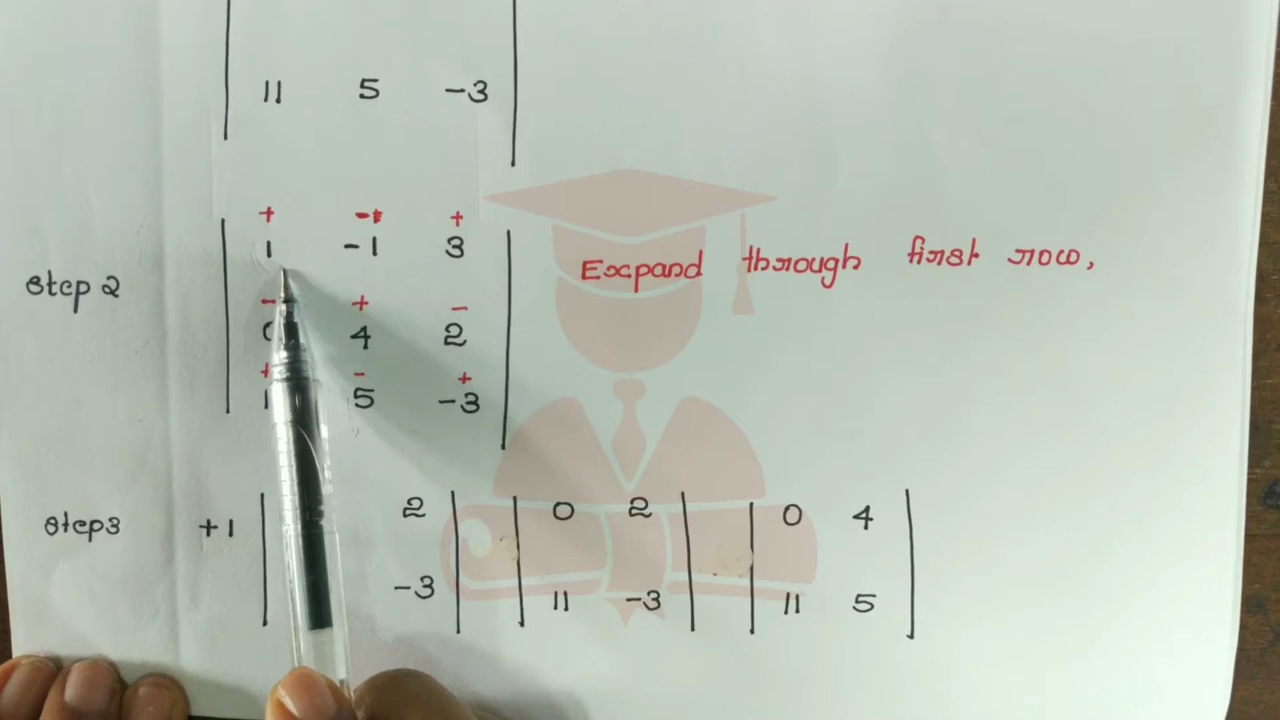 11 5 -3
+ -+ +
1 -1 3
Step 2
Expand through first row,
- + -
4 2
+ - +
5 -3
Step3 +1 2 0 2 0 4
-3 11 -3 11 5